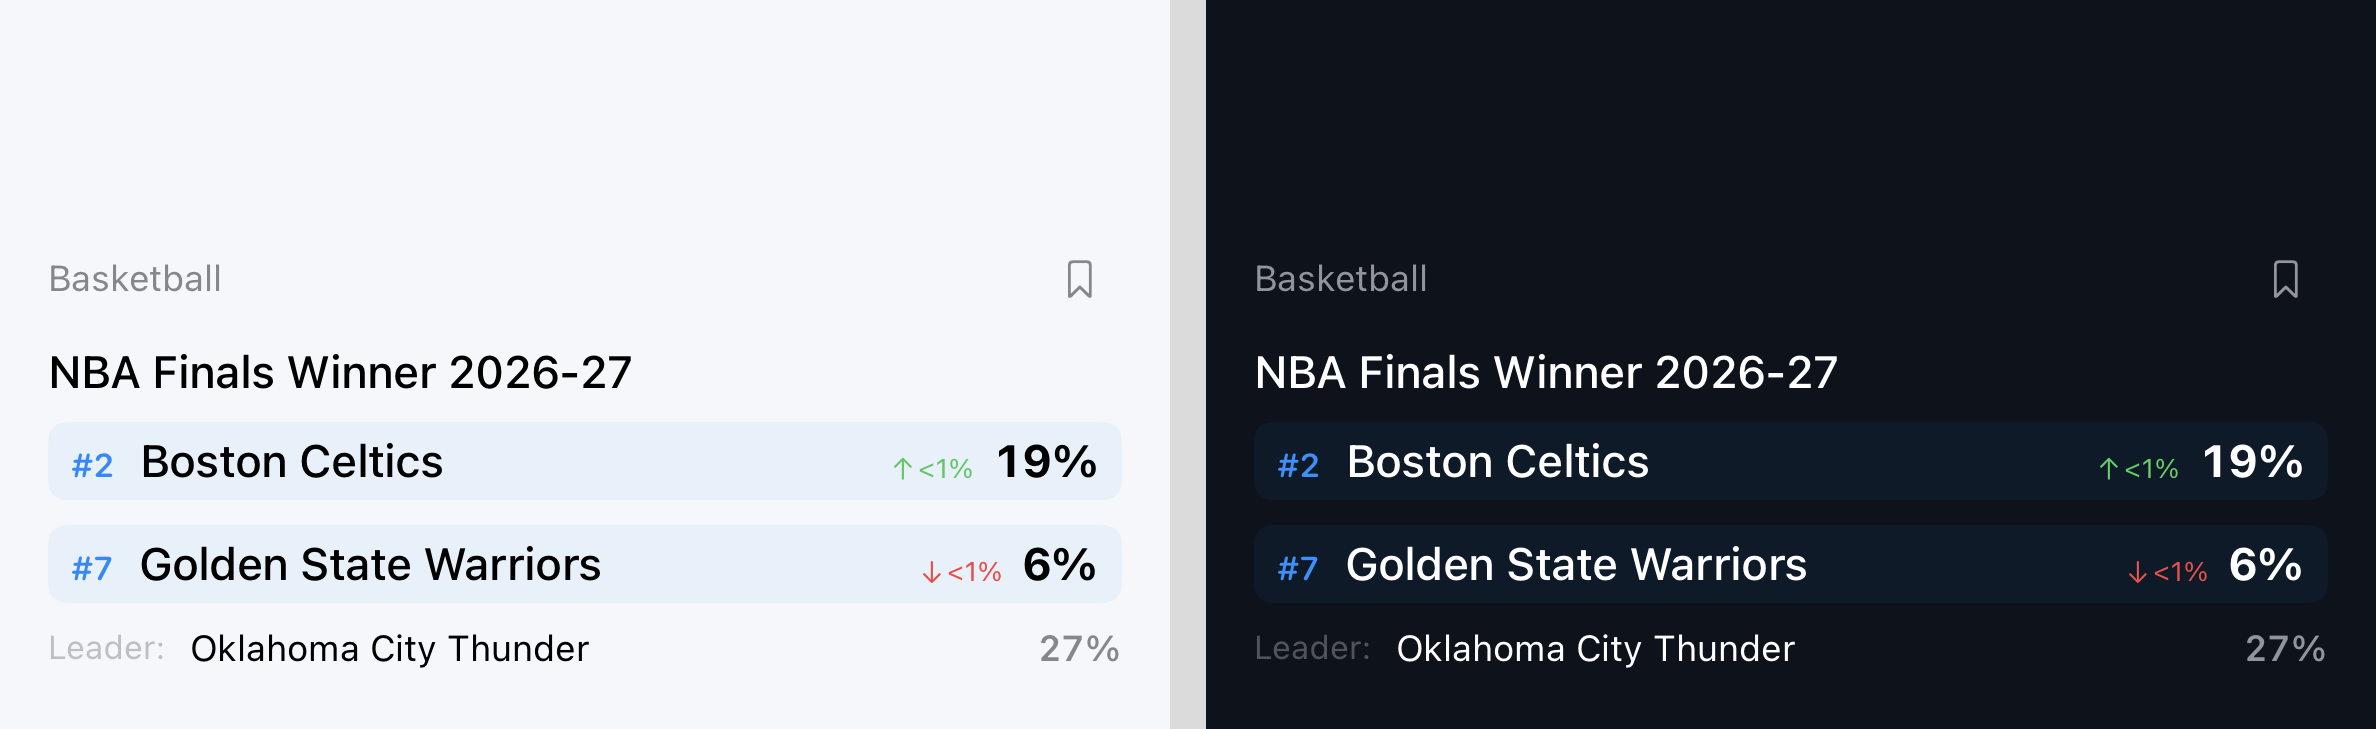 Basketball
NBA Finals Winner 2026-27
#2 Boston Celtics ↑<1% 19%
#7 Golden State Warriors ↓<1% 6%
Leader: Oklahoma City Thunder 27%
Basketball
NBA Finals Winner 2026-27
#2 Boston Celtics ↑<1% 19%
#7 Golden State Warriors ↓<1% 6%
Leader: Oklahoma City Thunder 27%